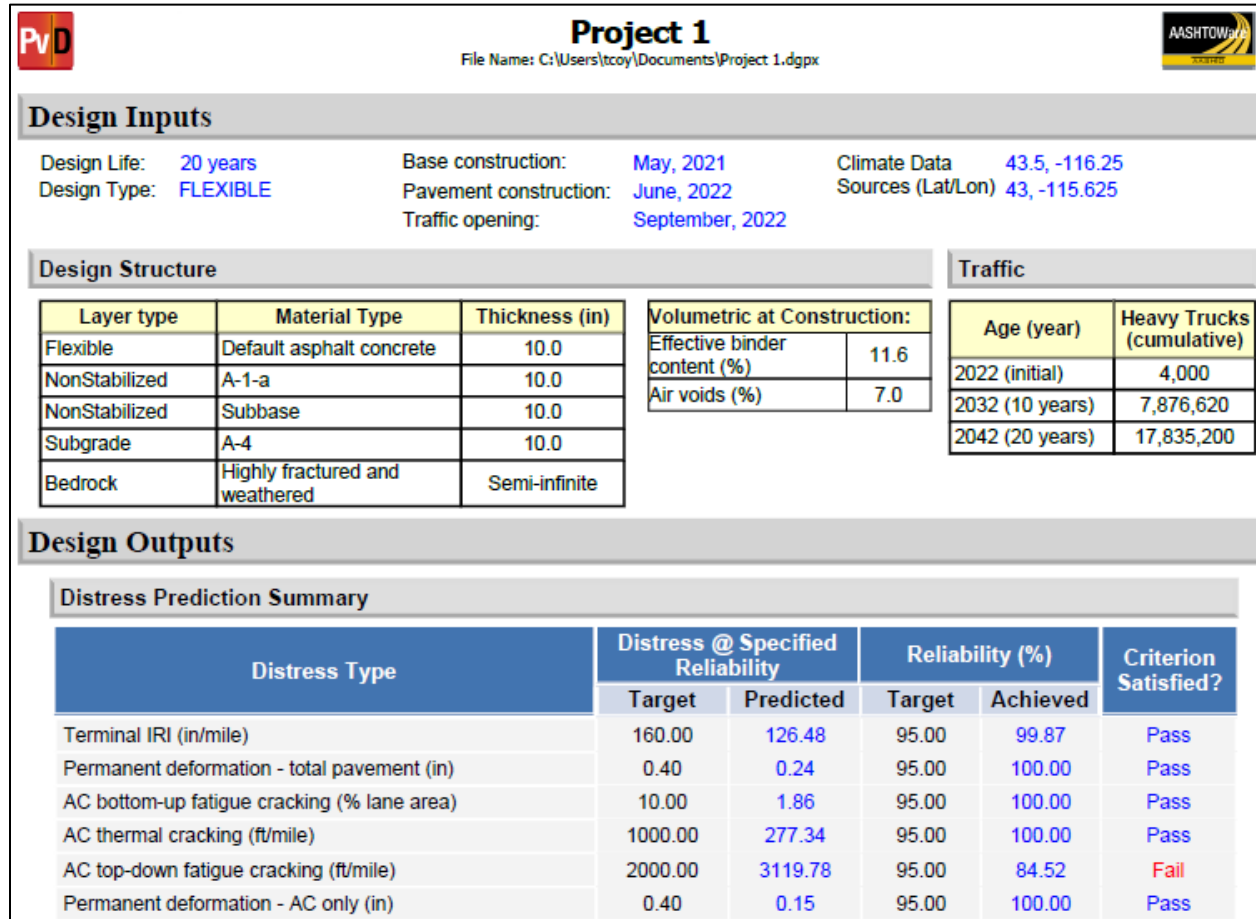 PvD
Project 1
File Name: C:\Users\tcoy\Documents\Project 1.dgpx
AASHTOWare
AASHTO
Design Inputs
Design Life: 20 years Base construction: May, 2021 Climate Data 43.5, -116.25
Design Type: FLEXIBLE Pavement construction: June, 2022 Sources (Lat/Lon) 43, -115.625
Traffic opening: September, 2022
Design Structure
Layer type Material Type Thickness (in)
Flexible Default asphalt concrete 10.0
NonStabilized A-1-a 10.0
NonStabilized Subbase 10.0
Subgrade A-4 10.0
Bedrock Highly fractured and
weathered Semi-infinite
Volumetric at Construction:
Effective binder
content (%) 11.6
Air voids (%) 7.0
Traffic
Age (year) Heavy Trucks
(cumulative)
2022 (initial) 4,000
2032 (10 years) 7,876,620
2042 (20 years) 17,835,200
Design Outputs
Distress Prediction Summary
Distress Type Distress @ Specified
Reliability Reliability (%) Criterion
Satisfied?
Target Predicted Target Achieved
Terminal IRI (in/mile) 160.00 126.48 95.00 99.87 Pass
Permanent deformation - total pavement (in) 0.40 0.24 95.00 100.00 Pass
AC bottom-up fatigue cracking (% lane area) 10.00 1.86 95.00 100.00 Pass
AC thermal cracking (ft/mile) 1000.00 277.34 95.00 100.00 Pass
AC top-down fatigue cracking (ft/mile) 2000.00 3119.78 95.00 84.52 Fail
Permanent deformation - AC only (in) 0.40 0.15 95.00 100.00 Pass